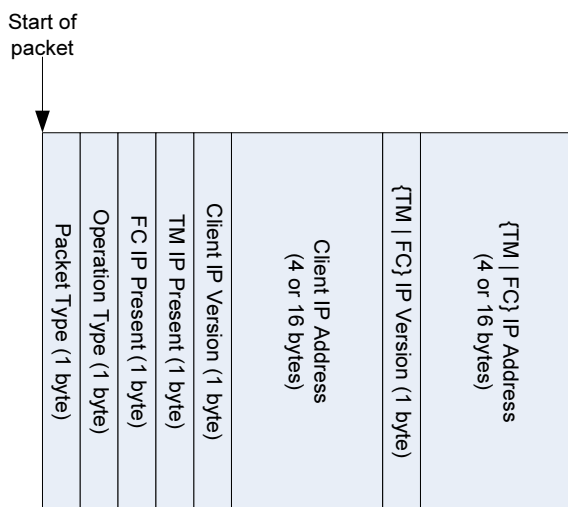 Start of
packet
Packet Type (1 byte)
Operation Type (1 byte)
FC IP Present (1 byte)
TM IP Present (1 byte)
Client IP Version (1 byte)
Client IP Address
(4 or 16 bytes)
{TM | FC} IP Version (1 byte)
{TM | FC} IP Address
(4 or 16 bytes)